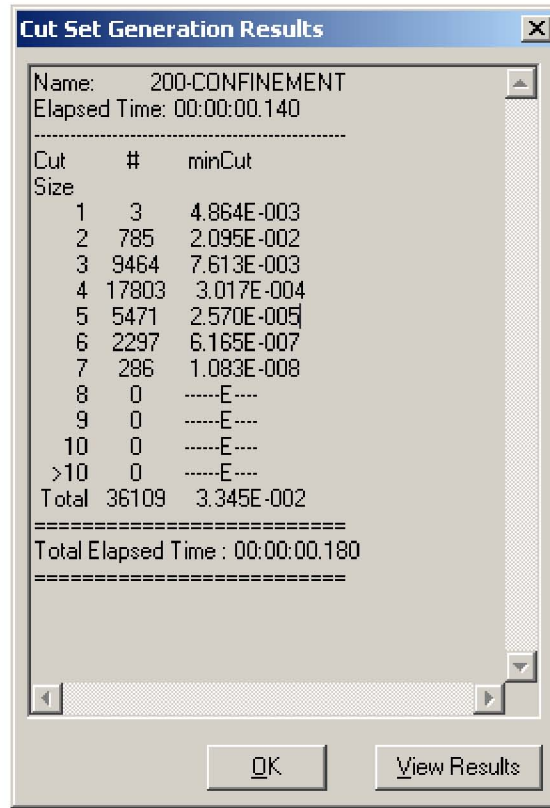 Cut Set Generation Results
Name: 200-CONFINEMENT
Elapsed Time: 00:00:00.140
------------------------------------------------
Cut # minCut
Size
1 3 4.864E-003
2 785 2.095E-002
3 9464 7.613E-003
4 17803 3.017E-004
5 5471 2.570E-005
6 2297 6.165E-007
7 286 1.083E-008
8 0 ------E----
9 0 ------E----
10 0 ------E----
>10 0 ------E----
Total 36109 3.345E-002
==========================
Total Elapsed Time : 00:00:00.180
==========================
OK View Results